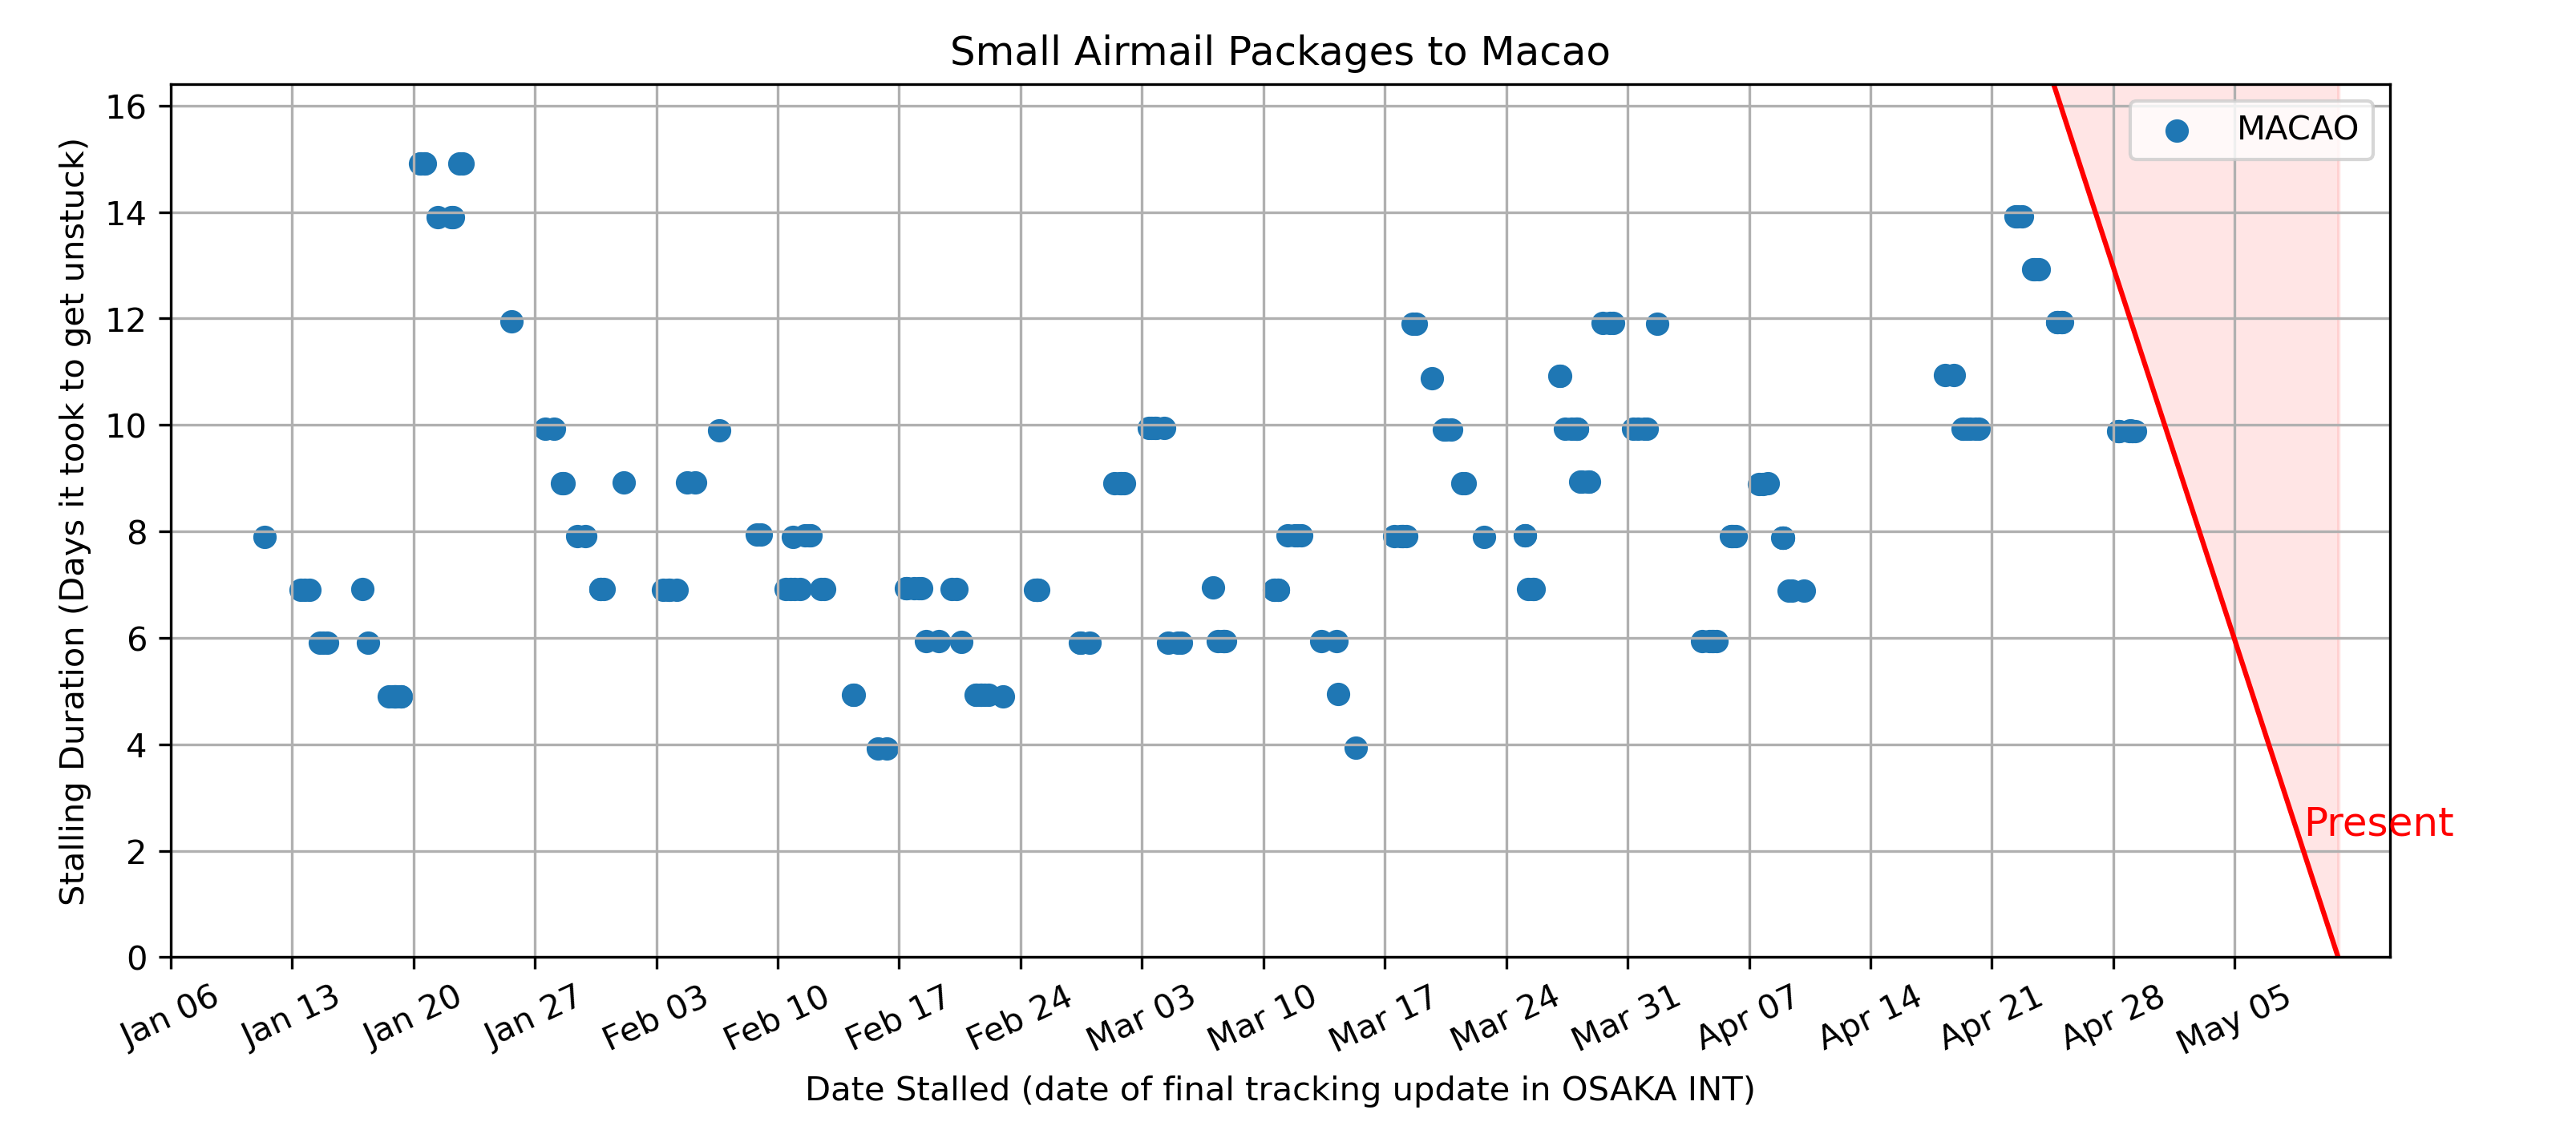 Small Airmail Packages to Macao
Stalling Duration (Days it took to get unstuck)
16
14
12
10
8
6
4
2
0
MACAO
Present
Jan 06
Jan 13
Jan 20
Jan 27
Feb 03
Feb 10
Feb 17
Feb 24
Mar 03
Mar 10
Mar 17
Mar 24
Mar 31
Apr 07
Apr 14
Apr 21
Apr 28
May 05
Date Stalled (date of final tracking update in OSAKA INT)